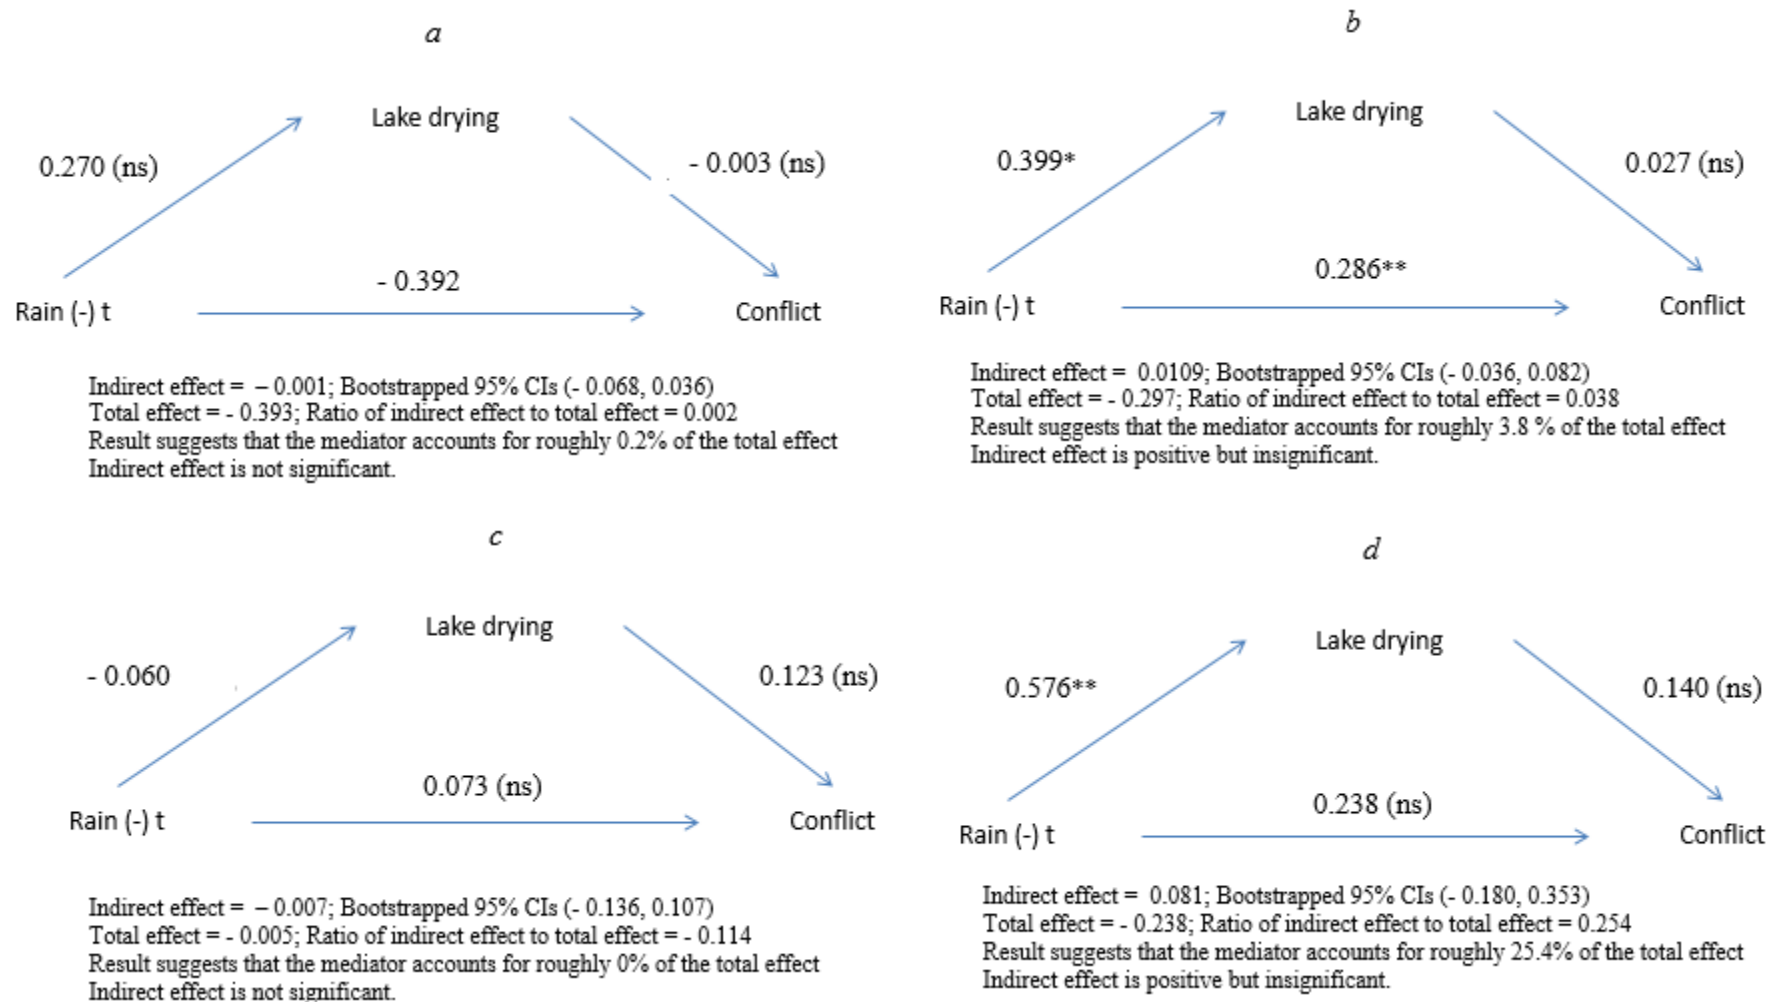 a
Lake drying
0.270 (ns)
- 0.003 (ns)
- 0.392
Rain (-) t
Conflict
Indirect effect = – 0.001; Bootstrapped 95% CIs (- 0.068, 0.036)
Total effect = - 0.393; Ratio of indirect effect to total effect = 0.002
Result suggests that the mediator accounts for roughly 0.2% of the total effect
Indirect effect is not significant.
b
Lake drying
0.399*
0.027 (ns)
0.286**
Rain (-) t
Conflict
Indirect effect = 0.0109; Bootstrapped 95% CIs (- 0.036, 0.082)
Total effect = - 0.297; Ratio of indirect effect to total effect = 0.038
Result suggests that the mediator accounts for roughly 3.8 % of the total effect
Indirect effect is positive but insignificant.
c
Lake drying
- 0.060
0.123 (ns)
0.073 (ns)
Rain (-) t
Conflict
Indirect effect = – 0.007; Bootstrapped 95% CIs (- 0.136, 0.107)
Total effect = - 0.005; Ratio of indirect effect to total effect = - 0.114
Result suggests that the mediator accounts for roughly 0% of the total effect
Indirect effect is not significant.
d
Lake drying
0.576**
0.140 (ns)
0.238 (ns)
Rain (-) t
Conflict
Indirect effect = 0.081; Bootstrapped 95% CIs (- 0.180, 0.353)
Total effect = - 0.238; Ratio of indirect effect to total effect = 0.254
Result suggests that the mediator accounts for roughly 25.4% of the total effect
Indirect effect is positive but insignificant.